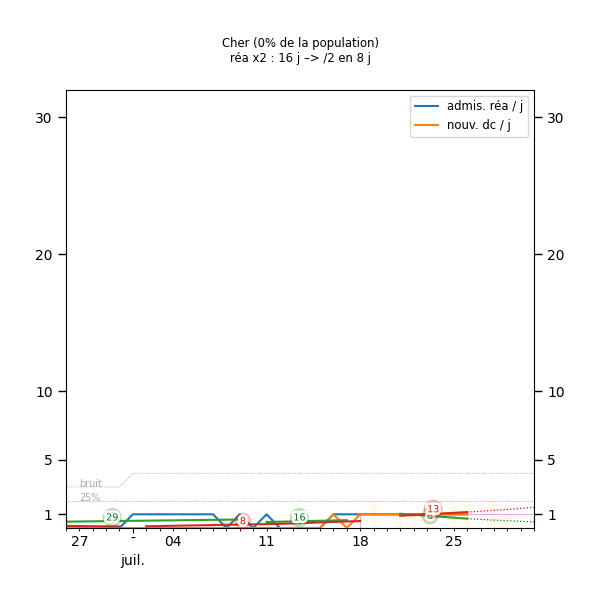 Cher (0% de la population)
réa x2 : 16 j –> /2 en 8 j
admis. réa / j
nouv. dc / j
30 30
20 20
10 10
5 5
bruit
25%
29 8 16 13 8
1 1
27 - 04 11 18 25
juil.